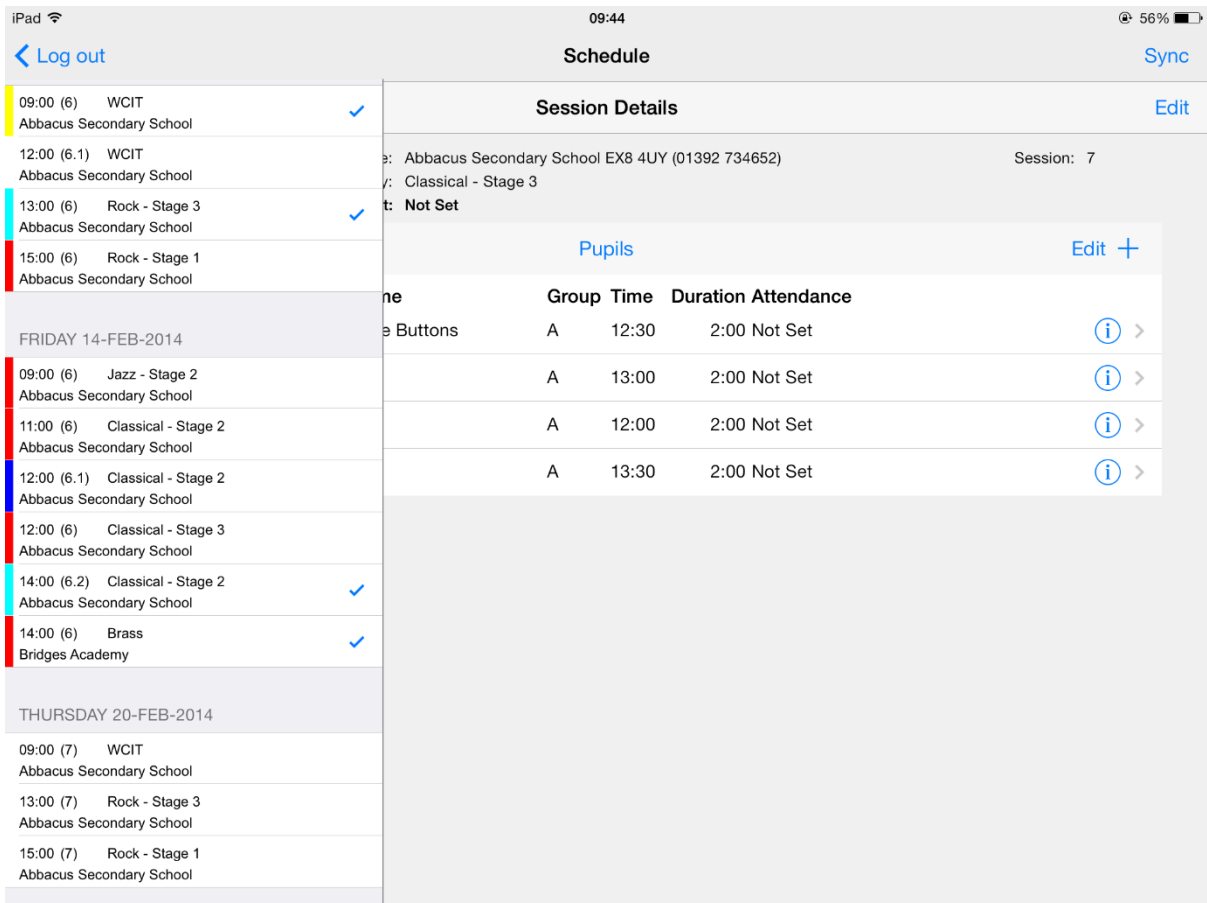 iPad 09:44 56%
Log out Schedule Sync
09:00 (6) WCIT
Abbacus Secondary School
12:00 (6.1) WCIT
Abbacus Secondary School
13:00 (6) Rock - Stage 3
Abbacus Secondary School
15:00 (6) Rock - Stage 1
Abbacus Secondary School
FRIDAY 14-FEB-2014
09:00 (6) Jazz - Stage 2
Abbacus Secondary School
11:00 (6) Classical - Stage 2
Abbacus Secondary School
12:00 (6.1) Classical - Stage 2
Abbacus Secondary School
12:00 (6) Classical - Stage 3
Abbacus Secondary School
14:00 (6.2) Classical - Stage 2
Abbacus Secondary School
14:00 (6) Brass
Bridges Academy
THURSDAY 20-FEB-2014
09:00 (7) WCIT
Abbacus Secondary School
13:00 (7) Rock - Stage 3
Abbacus Secondary School
15:00 (7) Rock - Stage 1
Abbacus Secondary School
Session Details Edit
e: Abbacus Secondary School EX8 4UY (01392 734652) Session: 7
y: Classical - Stage 3
t: Not Set
Pupils Edit +
me Group Time Duration Attendance
e Buttons A 12:30 2:00 Not Set
A 13:00 2:00 Not Set
A 12:00 2:00 Not Set
A 13:30 2:00 Not Set